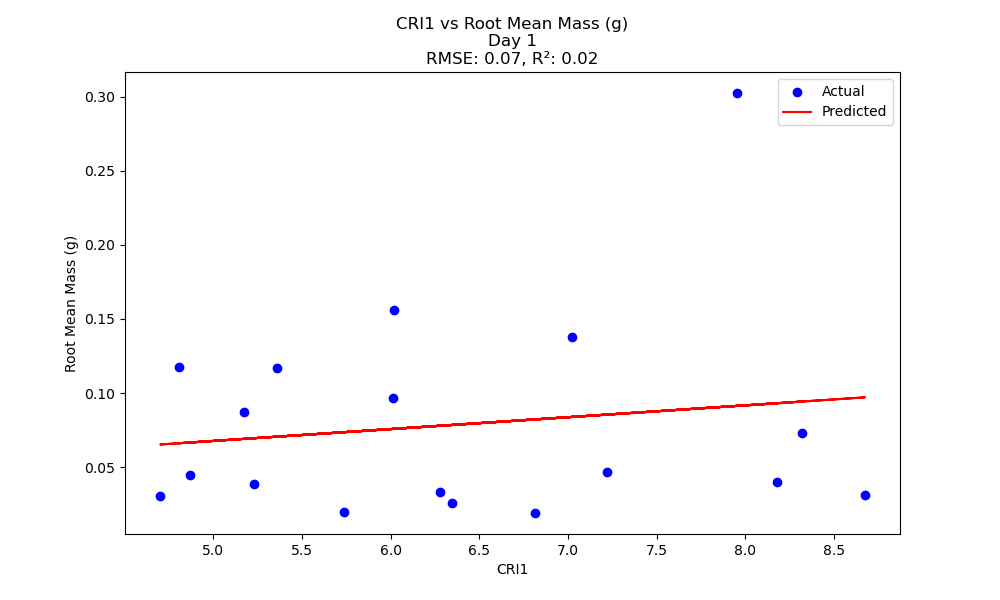 CRI1 vs Root Mean Mass (g)
Day 1
RMSE: 0.07, R²: 0.02
Actual
Predicted
Root Mean Mass (g)
0.30
0.25
0.20
0.15
0.10
0.05
5.0 5.5 6.0 6.5 7.0 7.5 8.0 8.5
CRI1